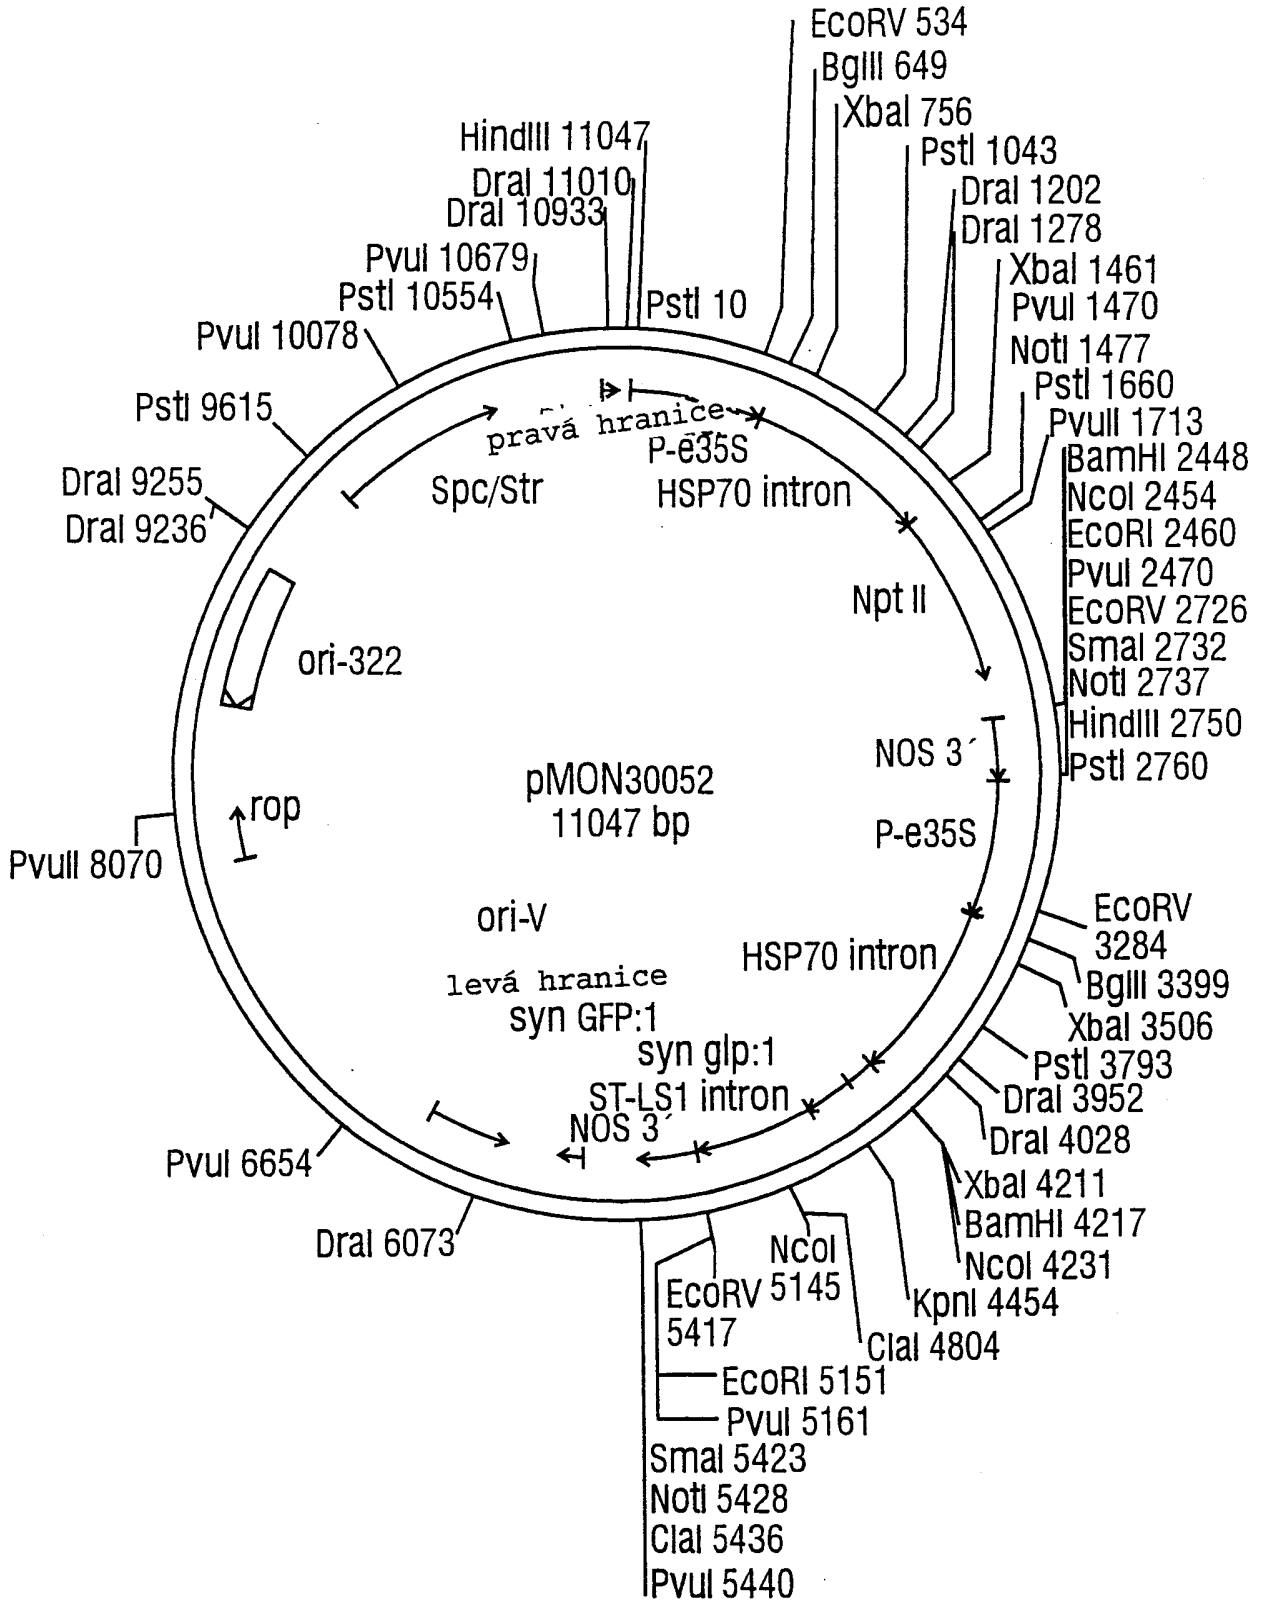 EcoRV 534
BglII 649
XbaI 756
PstI 1043
DraI 1202
DraI 1278
XbaI 1461
PvuI 1470
NotI 1477
PstI 1660
PvuII 1713
BamHI 2448
NcoI 2454
EcoRI 2460
PvuI 2470
EcoRV 2726
SmaI 2732
NotI 2737
HindIII 2750
PstI 2760
EcoRV
3284
BglII 3399
XbaI 3506
PstI 3793
DraI 3952
DraI 4028
XbaI 4211
BamHI 4217
NcoI 4231
KpnI 4454
ClaI 4804
NcoI
5145
EcoRV
5417
EcoRI 5151
PvuI 5161
SmaI 5423
NotI 5428
ClaI 5436
PvuI 5440
DraI 6073
PvuI 6654
PvuII 8070
DraI 9236
DraI 9255
PstI 9615
PvuI 10078
PstI 10554
PvuI 10679
DraI 10933
DraI 11010
HindIII 11047
PstI 10
pravá hranice
P-e35S
HSP70 intron
Spc/Str
Npt II
ori-322
NOS 3´
pMON30052
11047 bp
rop
P-e35S
ori-V
HSP70 intron
levá hranice
syn GFP:1
syn glp:1
ST-LS1 intron
NOS 3´